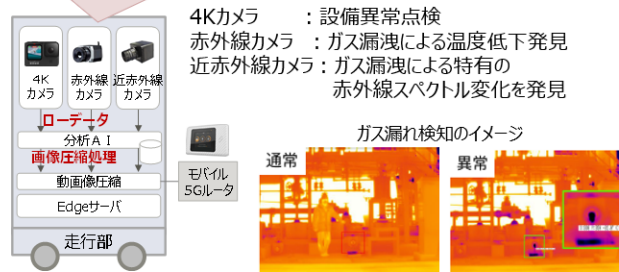 4Kカメラ　　：設備異常点検
赤外線カメラ　：ガス漏洩による温度低下発見
近赤外線カメラ：ガス漏洩による特有の
赤外線スペクトル変化を発見
4K
カメラ
赤外線
カメラ
近赤外線
カメラ
ローデータ
分析ＡＩ
画像圧縮処理
動画像圧縮
Edgeサーバ
走行部
モバイル
5Gルータ
ガス漏れ検知のイメージ
通常
異常